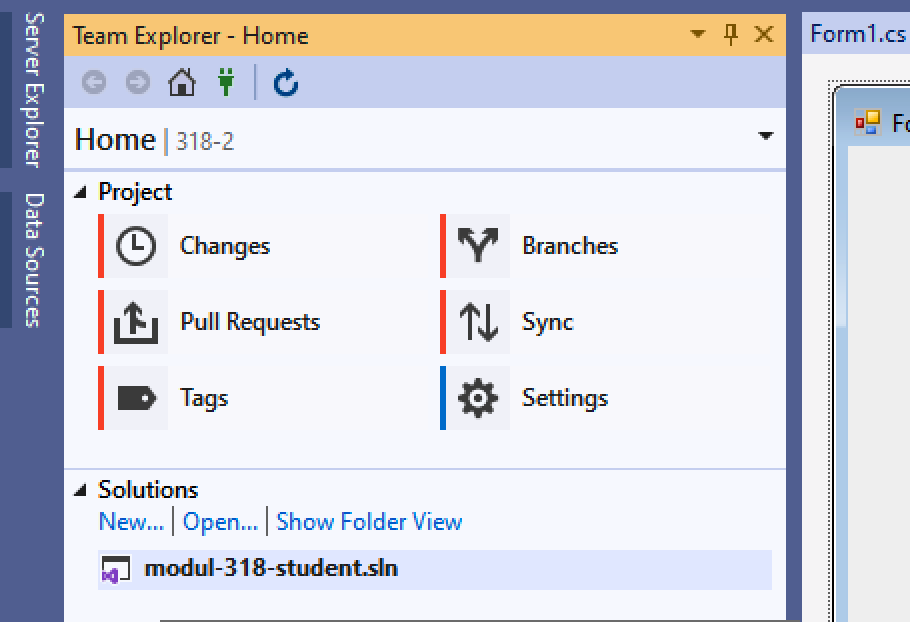 Server Explorer
Data Sources
Team Explorer - Home
Home | 318-2
Project
Changes
Branches
Pull Requests
Sync
Tags
Settings
Solutions
New... | Open... | Show Folder View
modul-318-student.sln
Form1.cs